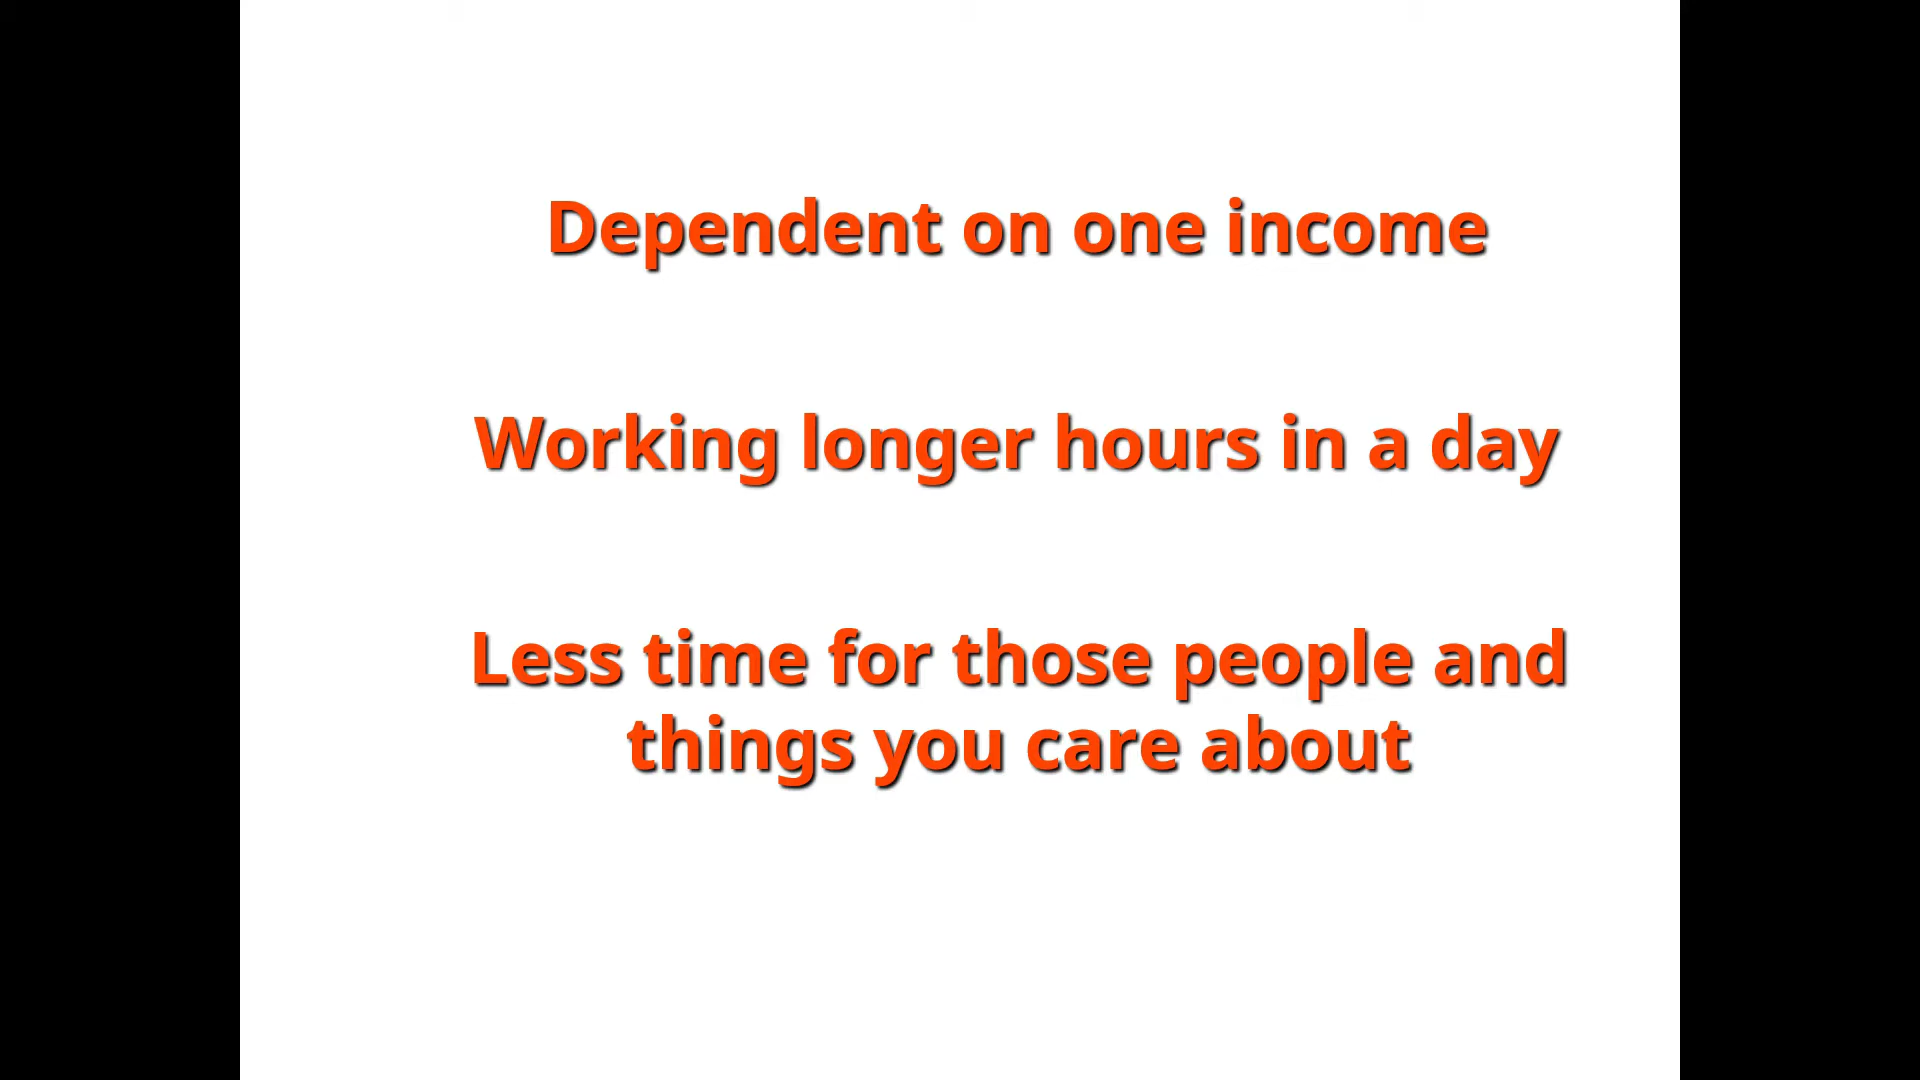 Dependent on one income
Working longer hours in a day
Less time for those people and
things you care about